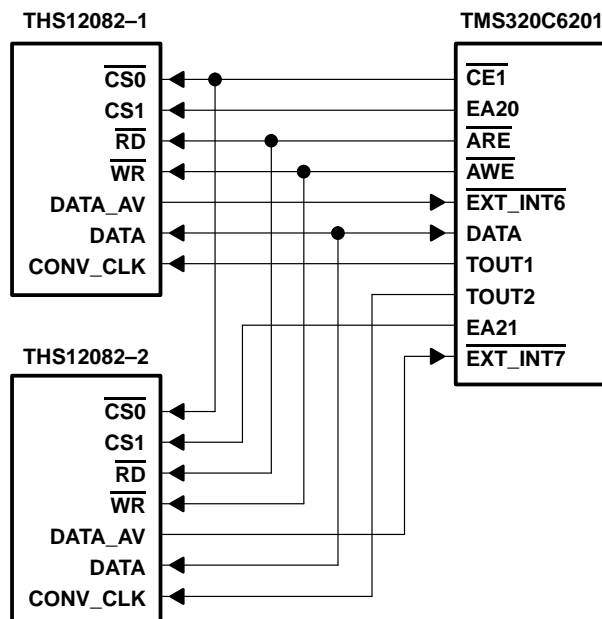 THS12082–1
CS0
CS1
RD
WR
DATA_AV
DATA
CONV_CLK
TMS320C6201
CE1
EA20
ARE
AWE
EXT_INT6
DATA
TOUT1
TOUT2
EA21
EXT_INT7
THS12082–2
CS0
CS1
RD
WR
DATA_AV
DATA
CONV_CLK